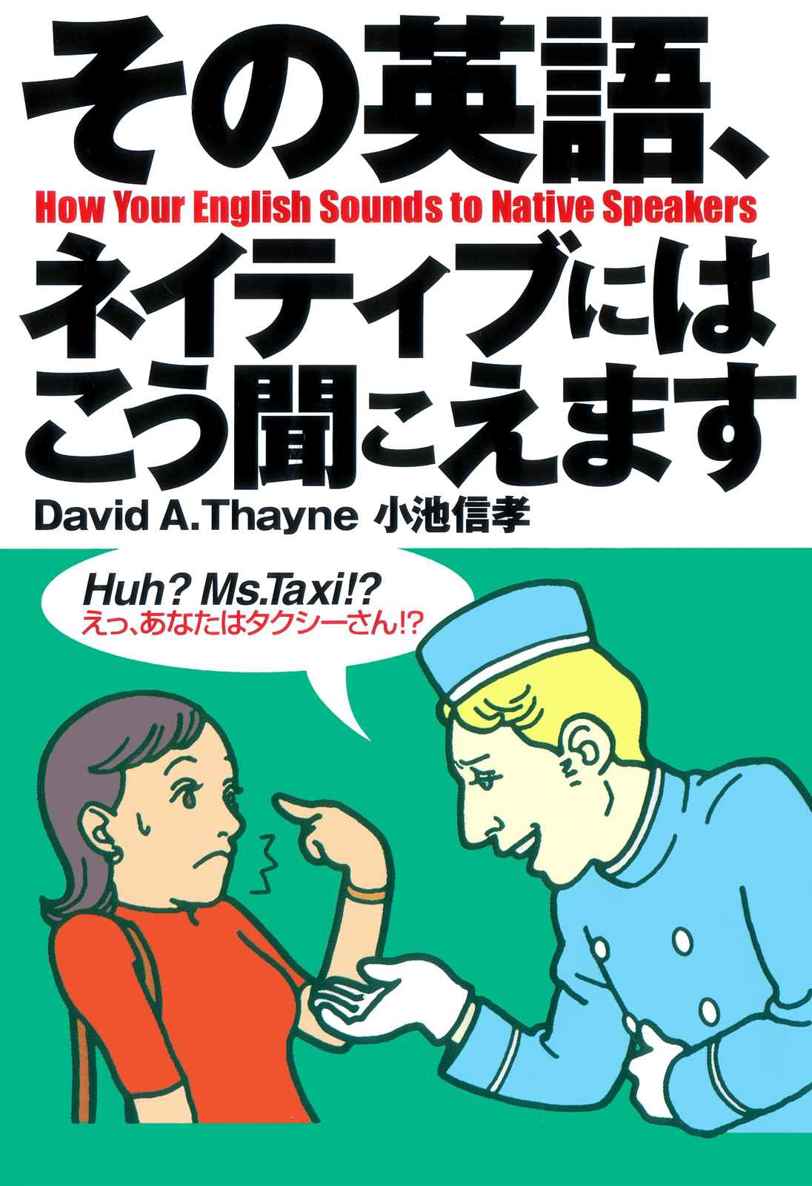 その英語、
How Your English Sounds to Native Speakers
ネイティブには
こう聞こえます
David A. Thayne 小池信孝
Huh? Ms.Taxi!?
えっ、あなたはタクシーさん!?